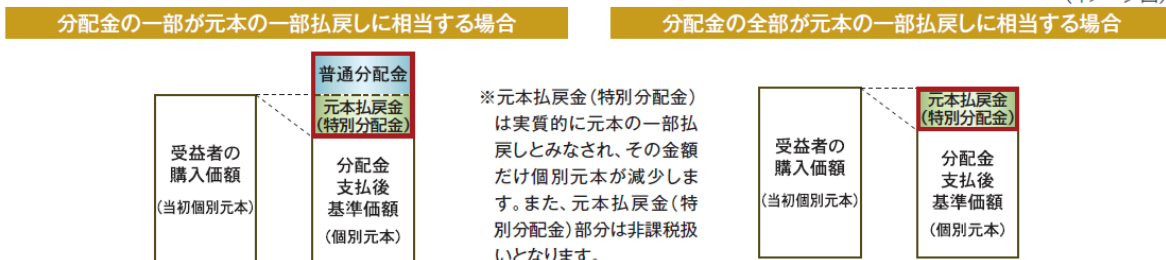 分配金の一部が元本の一部払戻しに相当する場合
普通分配金
元本払戻金
(特別分配金)
受益者の
購入価額
(当初個別元本)
分配金
支払後
基準価額
(個別元本)
※元本払戻金(特別分配金)
は実質的に元本の一部払
戻しとみなされ、その金額
だけ個別元本が減少しま
す。また、元本払戻金(特
別分配金)部分は非課税扱
いとなります。
分配金の全部が元本の一部払戻しに相当する場合
元本払戻金
(特別分配金)
受益者の
購入価額
(当初個別元本)
分配金
支払後
基準価額
(個別元本)